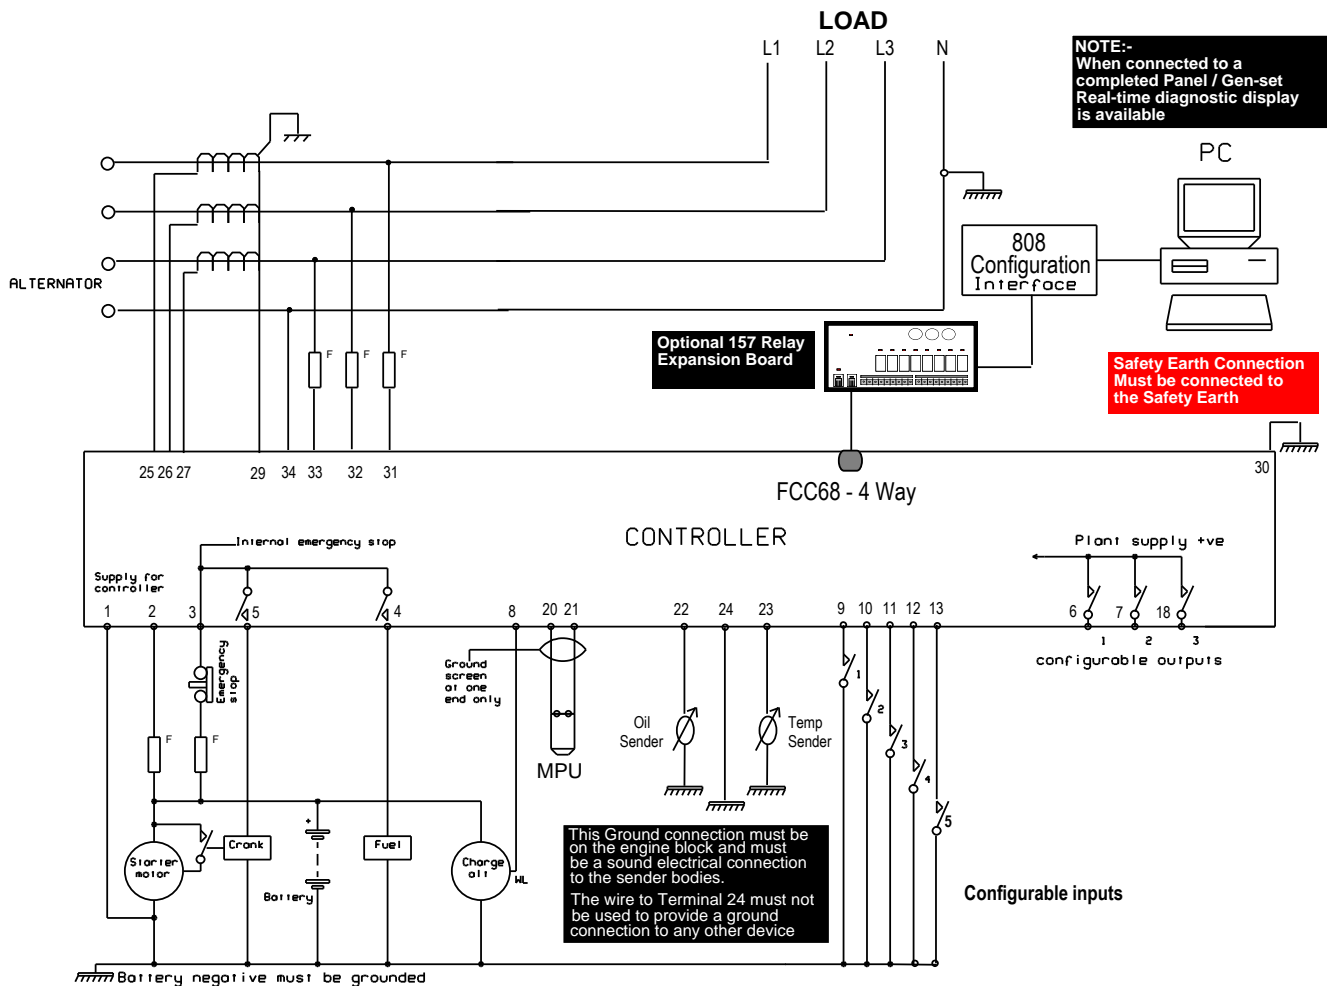 LOAD
L1 L2 L3 N
NOTE:-
When connected to a
completed Panel / Gen-set
Real-time diagnostic display
is available
PC
808
Configuration
Interface
ALTERNATOR
Optional 157 Relay
Expansion Board
F F F
Safety Earth Connection
Must be connected to
the Safety Earth
25 26 27 29 34 33 32 31 30
FCC68 - 4 Way
CONTROLLER
Internal emergency stop
Plant supply +ve
Supply for
controller
1 2 3 5 4 8 20 21 22 24 23 9 10 11 12 13 6 7 18
1 2 3
configurable outputs
Emergency
stop
Ground
screen
at one
end only
1
2
3
4
5
Oil
Sender
Temp
Sender
F F
MPU
+
Starter
motor
Crank
Battery
Fuel
Charge
alt
WL
This Ground connection must be
on the engine block and must
be a sound electrical connection
to the sender bodies.
The wire to Terminal 24 must not
be used to provide a ground
connection to any other device
Configurable inputs
Battery negative must be grounded